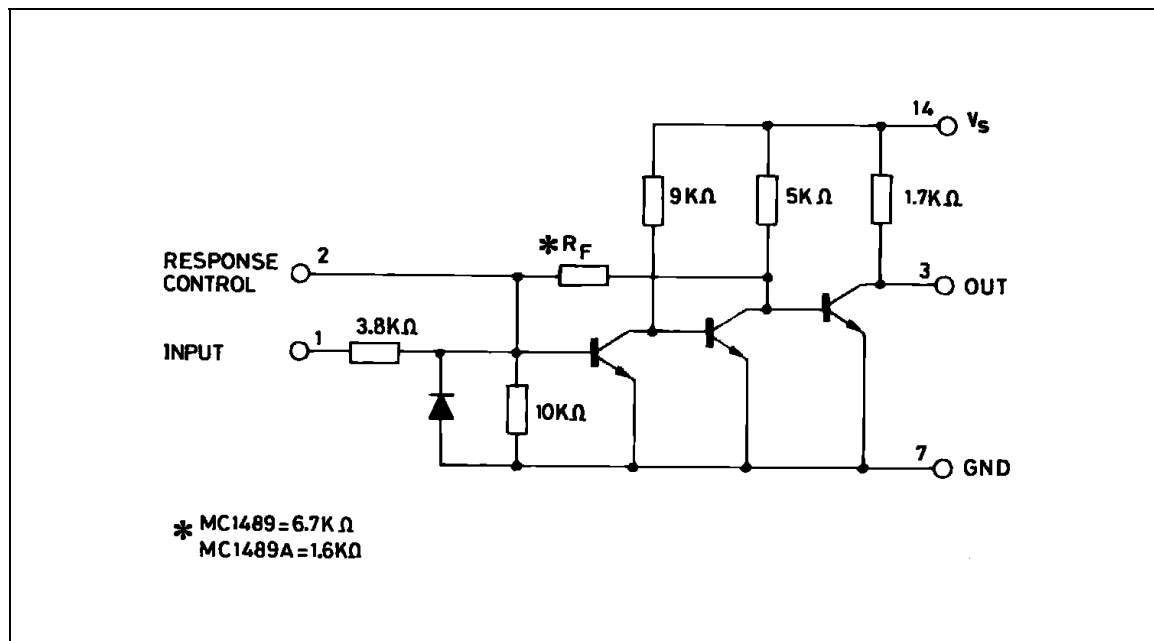 14 Vs
9KΩ 5KΩ 1.7KΩ
*RF
RESPONSE CONTROL 2
3 OUT
3.8KΩ
INPUT 1
10KΩ
7 GND
* MC1489=6.7KΩ
MC1489A=1.6KΩ